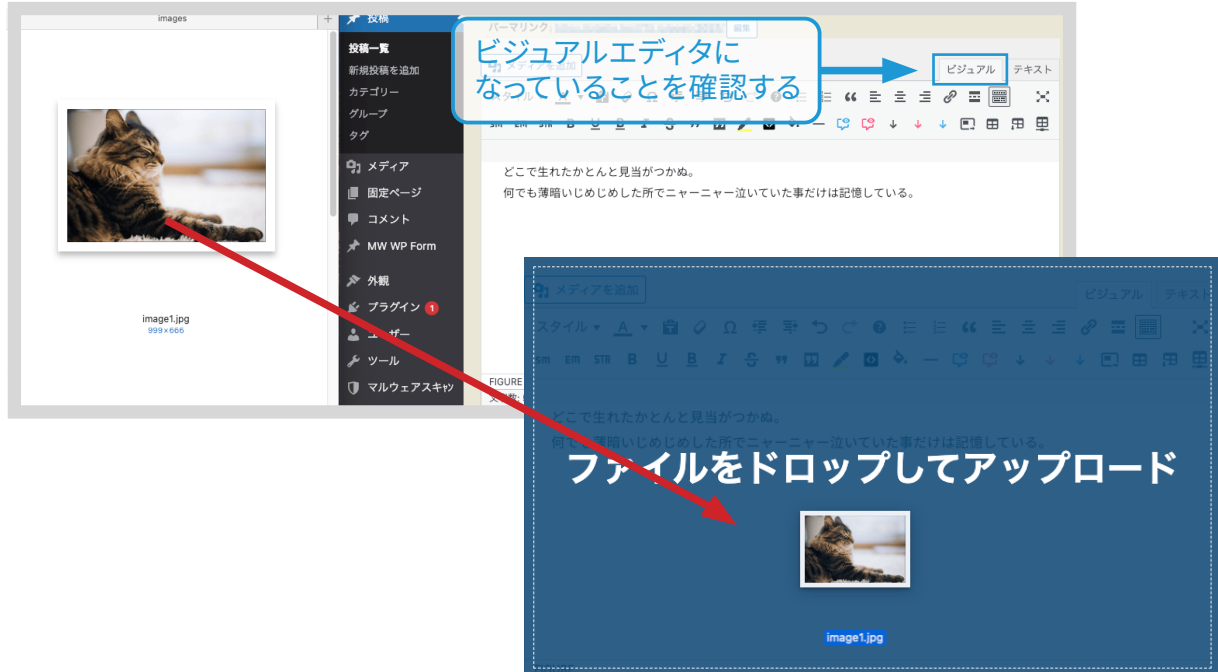 images
投稿
投稿一覧
新規投稿を追加
カテゴリー
グループ
タグ
メディア
固定ページ
コメント
MW WP Form
外観
プラグイン 1
ユーザー
ツール
マルウェアスキャン
image1.jpg
999×666
パーマリンク:
編集
メディアを追加
ビジュアルエディタに
なっていることを確認する
ビジュアル テキスト
どこで生れたかとんと見当がつかぬ。
何でも薄暗いじめじめした所でニャーニャー泣いていた事だけは記憶している。
FIGURE
メディアを追加
ビジュアル テキスト
スタイル
sm EM STR B U B I S
どこで生れたかとんと見当がつかぬ。
何でも薄暗いじめじめした所でニャーニャー泣いていた事だけは記憶している。
ファイルをドロップしてアップロード
image1.jpg